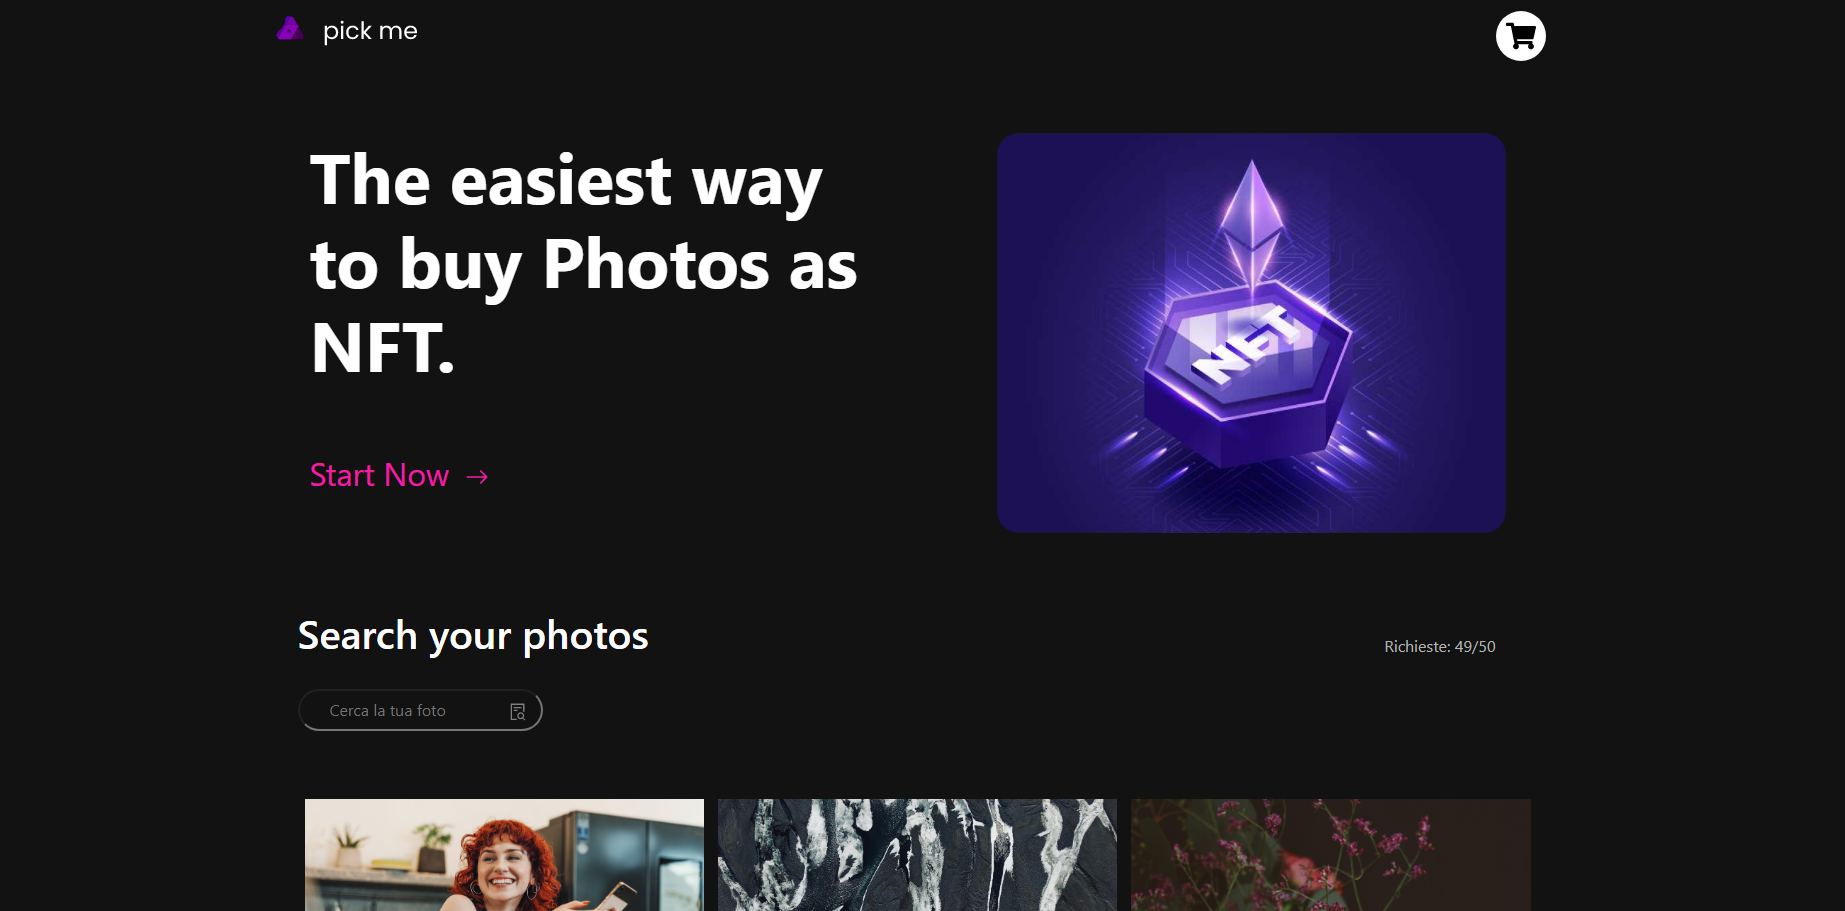 pick me
The easiest way
to buy Photos as
NFT.
NFT
Start Now →
Search your photos
Richieste: 49/50
Cerca la tua foto